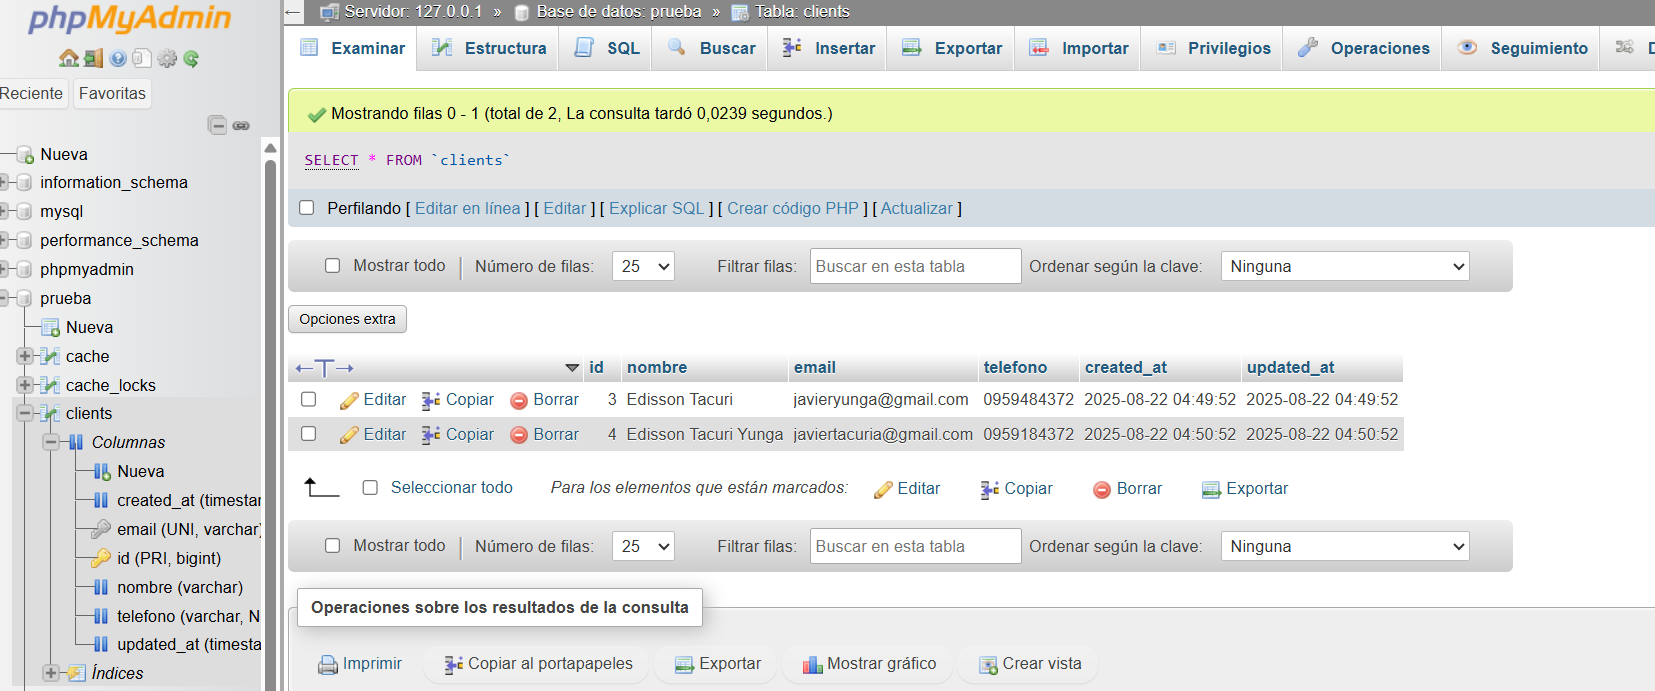 phpMyAdmin
Reciente Favoritas
Nueva
information_schema
mysql
performance_schema
phpmyadmin
prueba
Nueva
cache
cache_locks
clients
Columnas
Nueva
created_at (timestar
email (UNI, varchar)
id (PRI, bigint)
nombre (varchar)
telefono (varchar, N
updated_at (timesta
Índices
Servidor: 127.0.0.1 » Base de datos: prueba » Tabla: clients
Examinar Estructura SQL Buscar Insertar Exportar Importar Privilegios Operaciones Seguimiento D
Mostrando filas 0 - 1 (total de 2, La consulta tardó 0,0239 segundos.)
SELECT * FROM `clients`
Perfilando [ Editar en línea ] [ Editar ] [ Explicar SQL ] [ Crear código PHP ] [ Actualizar ]
Mostrar todo | Número de filas: 25 Filtrar filas: Buscar en esta tabla Ordenar según la clave: Ninguna
Opciones extra
←T→ id nombre email telefono created_at updated_at
Editar Copiar Borrar 3 Edisson Tacuri javieryunga@gmail.com 0959484372 2025-08-22 04:49:52 2025-08-22 04:49:52
Editar Copiar Borrar 4 Edisson Tacuri Yunga javiertacuria@gmail.com 0959184372 2025-08-22 04:50:52 2025-08-22 04:50:52
Seleccionar todo Para los elementos que están marcados: Editar Copiar Borrar Exportar
Mostrar todo | Número de filas: 25 Filtrar filas: Buscar en esta tabla Ordenar según la clave: Ninguna
Operaciones sobre los resultados de la consulta
Imprimir Copiar al portapapeles Exportar Mostrar gráfico Crear vista